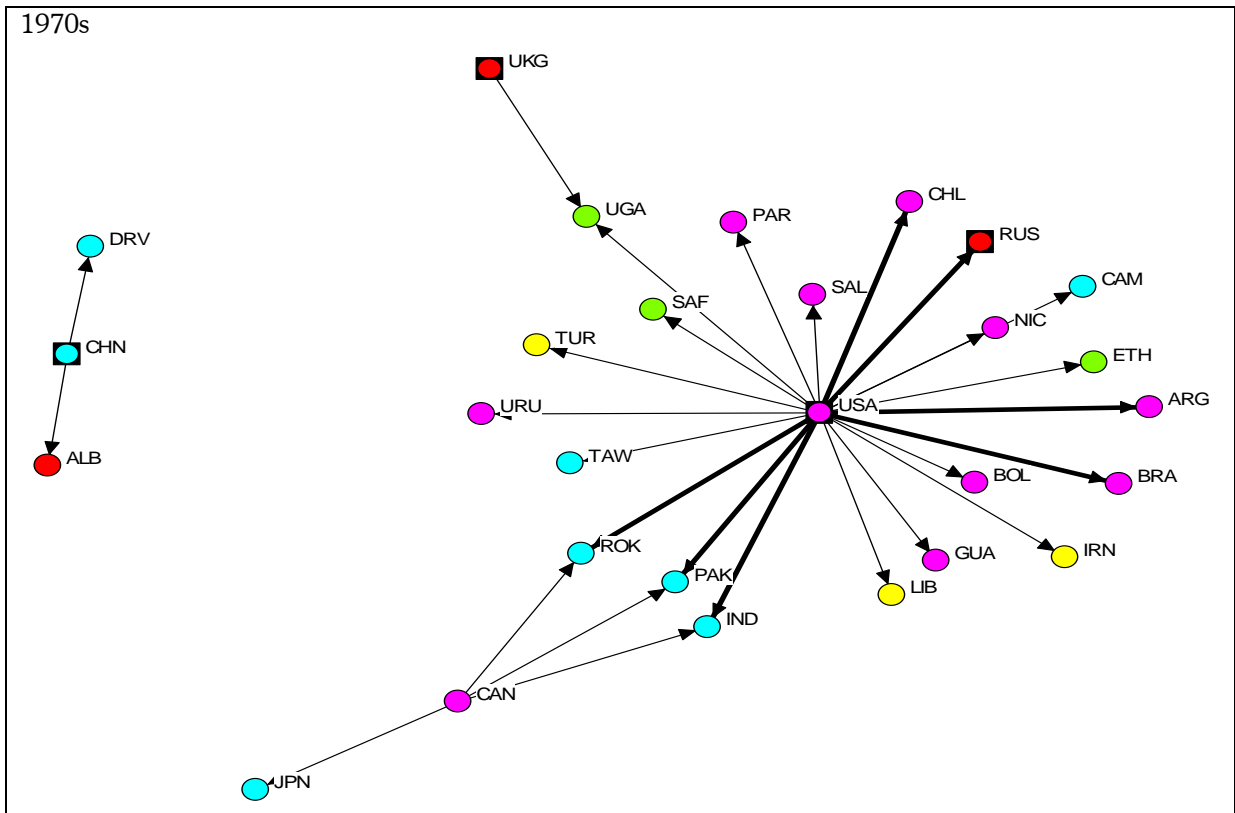 1970s
UKG
CHL
UGA
PAR
RUS
DRV
CAM
SAL
SAF
NIC
TUR
CHN
ETH
URU
USA
ARG
TAW
ALB
BOL
BRA
ROK
GUA
IRN
PAK
LIB
IND
CAN
JPN